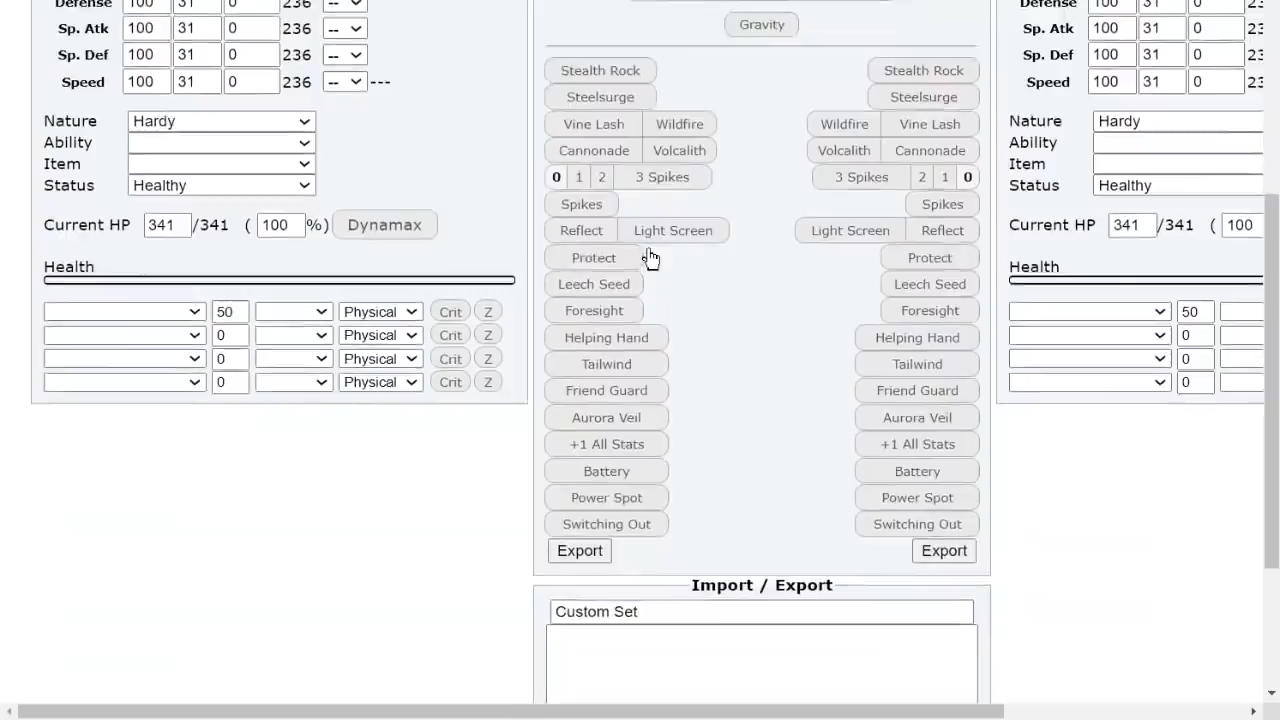 Defense 100 31 0 236 --
Sp. Atk 100 31 0 236 --
Sp. Def 100 31 0 236 --
Speed 100 31 0 236 -- ---
Nature Hardy
Ability
Item
Status Healthy
Current HP 341 /341 ( 100 %) Dynamax
Health
50 Physical Crit Z
0 Physical Crit Z
0 Physical Crit Z
0 Physical Crit Z
Gravity
Stealth Rock Stealth Rock
Steelsurge Steelsurge
Vine Lash Wildfire Wildfire Vine Lash
Cannonade Volcalith Volcalith Cannonade
0 1 2 3 Spikes 3 Spikes 2 1 0
Spikes Spikes
Reflect Light Screen Light Screen Reflect
Protect Protect
Leech Seed Leech Seed
Foresight Foresight
Helping Hand Helping Hand
Tailwind Tailwind
Friend Guard Friend Guard
Aurora Veil Aurora Veil
+1 All Stats +1 All Stats
Battery Battery
Power Spot Power Spot
Switching Out Switching Out
Export Export
Import / Export
Custom Set
Defense 100 31 0
Sp. Atk 100 31 0
Sp. Def 100 31 0
Speed 100 31 0
Nature Hardy
Ability
Item
Status Healthy
Current HP 341 /341 ( 100
Health
50
0
0
0